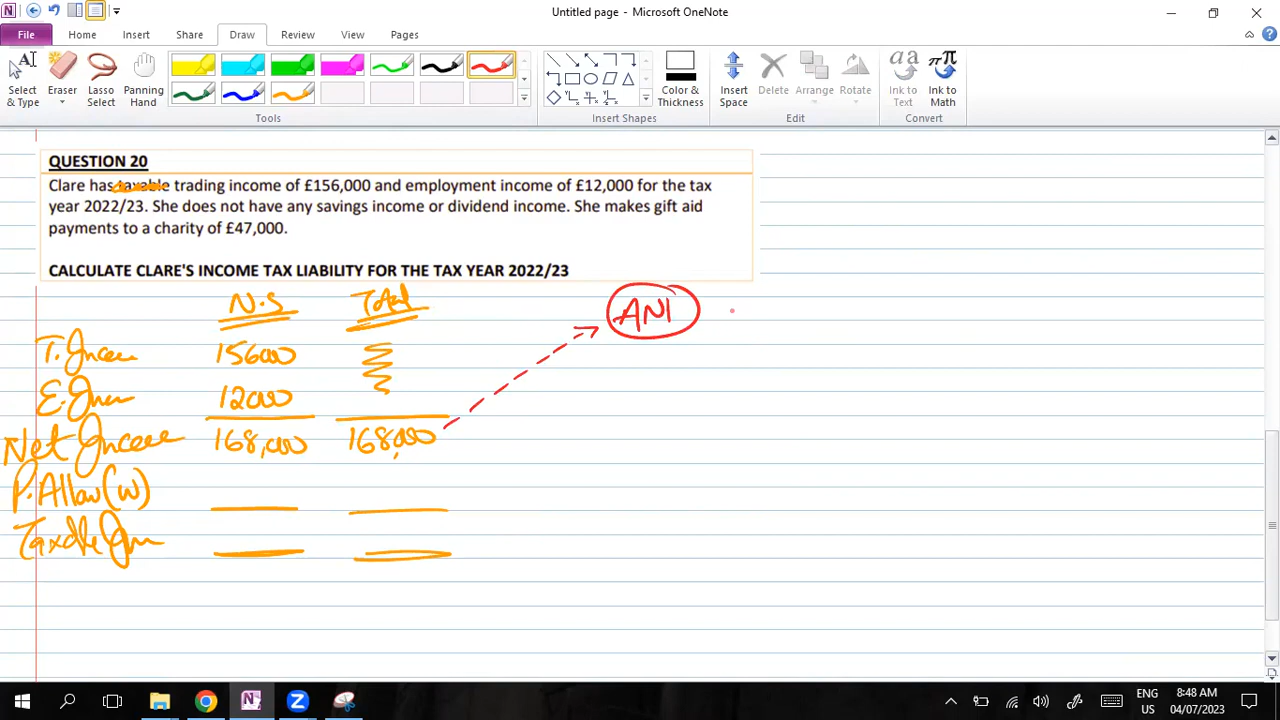 Untitled page - Microsoft OneNote
File Home Insert Share Draw Review View Pages
Select & Type Eraser Lasso Select Panning Hand Color & Thickness Insert Space Delete Arrange Rotate Ink to Text Ink to Math
Tools Insert Shapes Edit Convert
QUESTION 20
Clare has taxable trading income of £156,000 and employment income of £12,000 for the tax
year 2022/23. She does not have any savings income or dividend income. She makes gift aid
payments to a charity of £47,000.
CALCULATE CLARE'S INCOME TAX LIABILITY FOR THE TAX YEAR 2022/23
N.S Total
ANI
T. Income 156000
E. Income 12000
Net Income 168,000 168,000
P. Allow (W)
Taxable Inm
ENG
US
8:48 AM
04/07/2023